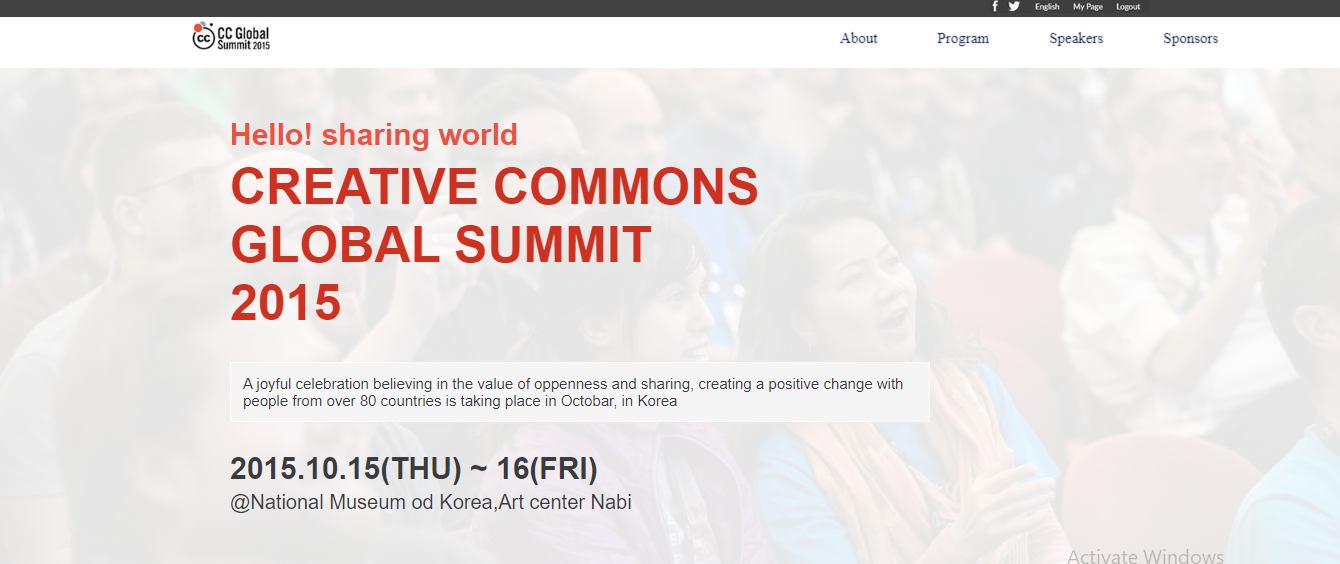 English My Page Logout
CC Global
Summit 2015
About Program Speakers Sponsors
Hello! sharing world
CREATIVE COMMONS
GLOBAL SUMMIT
2015
A joyful celebration believing in the value of oppenness and sharing, creating a positive change with
people from over 80 countries is taking place in Octobar, in Korea
2015.10.15(THU) ~ 16(FRI)
@National Museum od Korea,Art center Nabi
Activate Windows